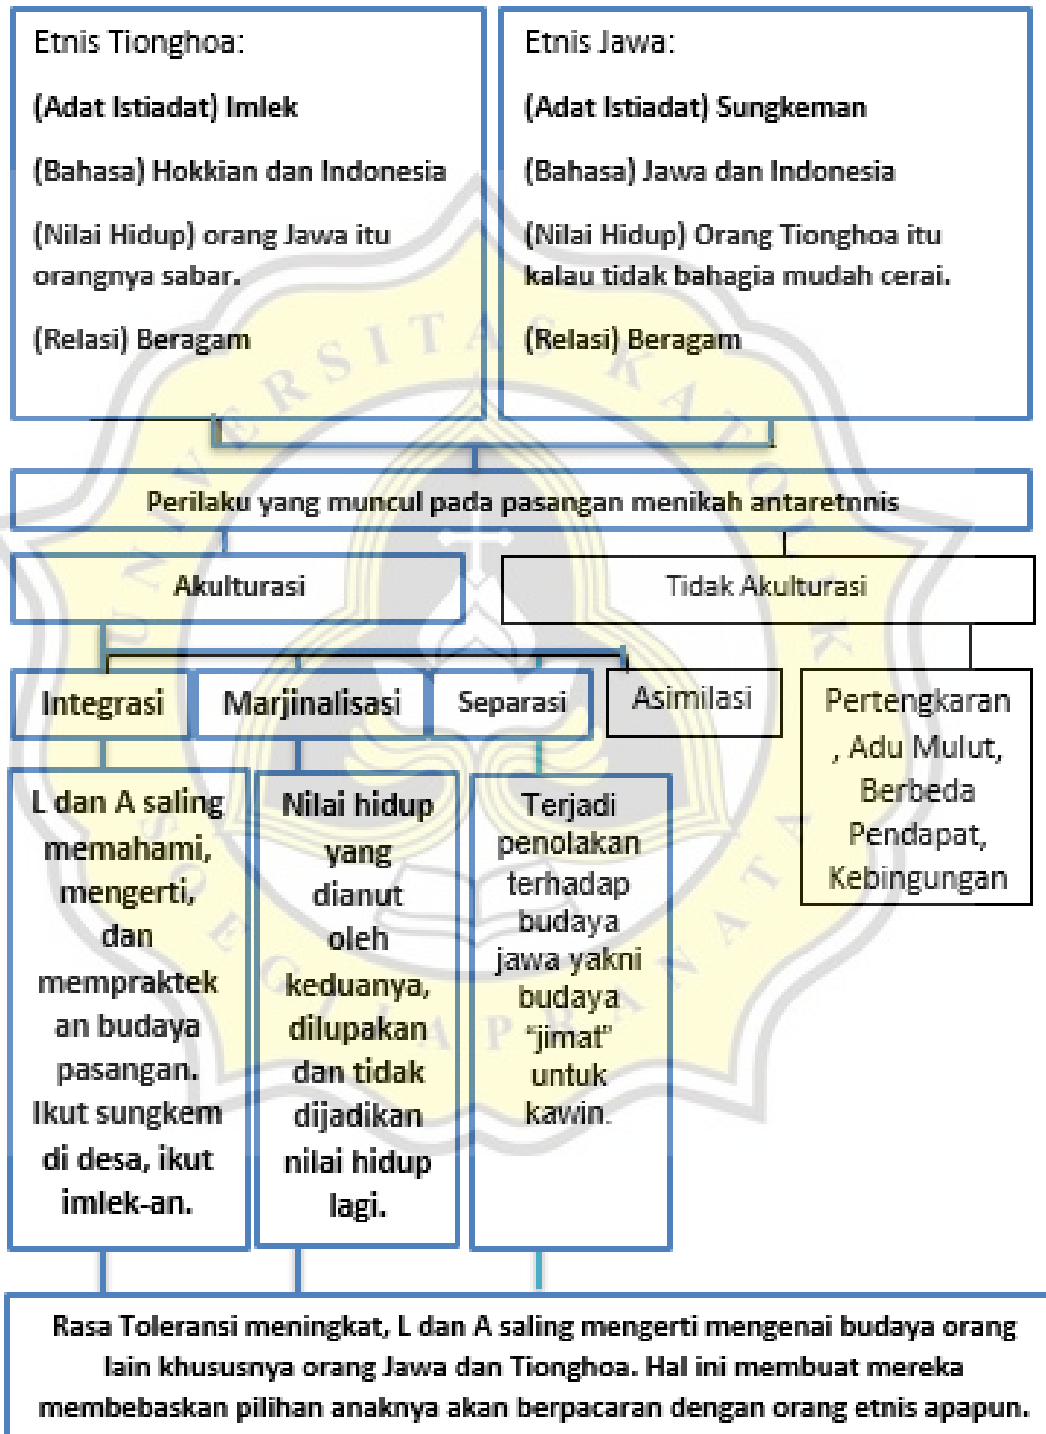 Etnis Tionghoa:
(Adat Istiadat) Imlek
(Bahasa) Hokkian dan Indonesia
(Nilai Hidup) orang Jawa itu
orangnya sabar.
(Relasi) Beragam
Etnis Jawa:
(Adat Istiadat) Sungkeman
(Bahasa) Jawa dan Indonesia
(Nilai Hidup) Orang Tionghoa itu
kalau tidak bahagia mudah cerai.
(Relasi) Beragam
Perilaku yang muncul pada pasangan menikah antaretnnis
Akulturasi
Tidak Akulturasi
Integrasi
Marjinalisasi
Separasi
Asimilasi
Pertengkaran
, Adu Mulut,
Berbeda
Pendapat,
Kebingungan
L dan A saling
memahami,
mengerti,
dan
mempraktek
an budaya
pasangan.
Ikut sungkem
di desa, ikut
imlek-an.
Nilai hidup
yang
dianut
oleh
keduanya,
dilupakan
dan tidak
dijadikan
nilai hidup
lagi.
Terjadi
penolakan
terhadap
budaya
jawa yakni
budaya
“jimat”
untuk
kawin.
Rasa Toleransi meningkat, L dan A saling mengerti mengenai budaya orang
lain khususnya orang Jawa dan Tionghoa. Hal ini membuat mereka
membebaskan pilihan anaknya akan berpacaran dengan orang etnis apapun.
UNIVERSITAS KATOLIK
SOEGIJAPRANATA